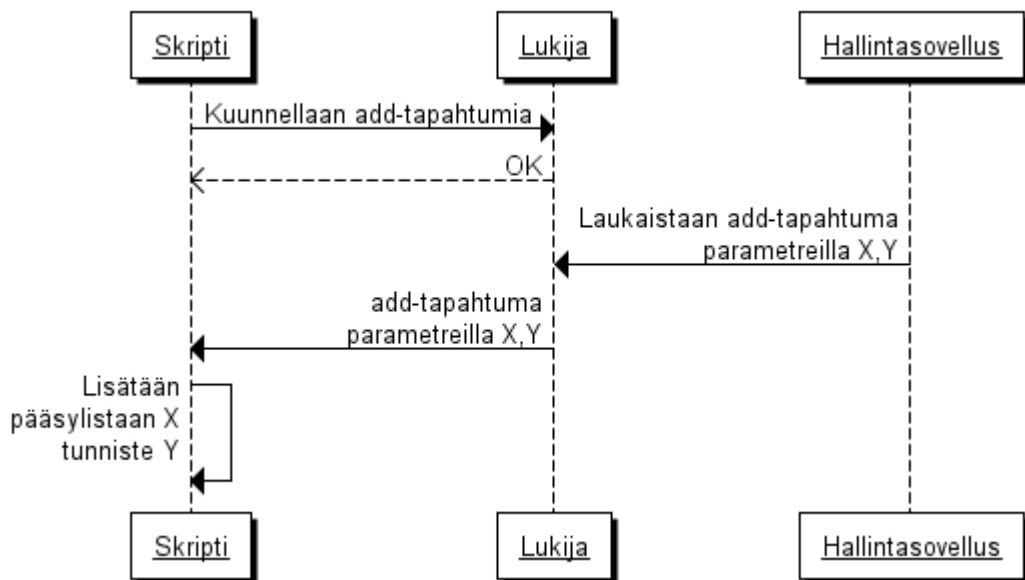 Skripti
Lukija
Hallintasovellus
Kuunnellaan add-tapahtumia
OK
Laukaistaan add-tapahtuma
parametreilla X,Y
add-tapahtuma
parametreilla X,Y
Lisätään
pääsylistaan X
tunniste Y
Skripti
Lukija
Hallintasovellus